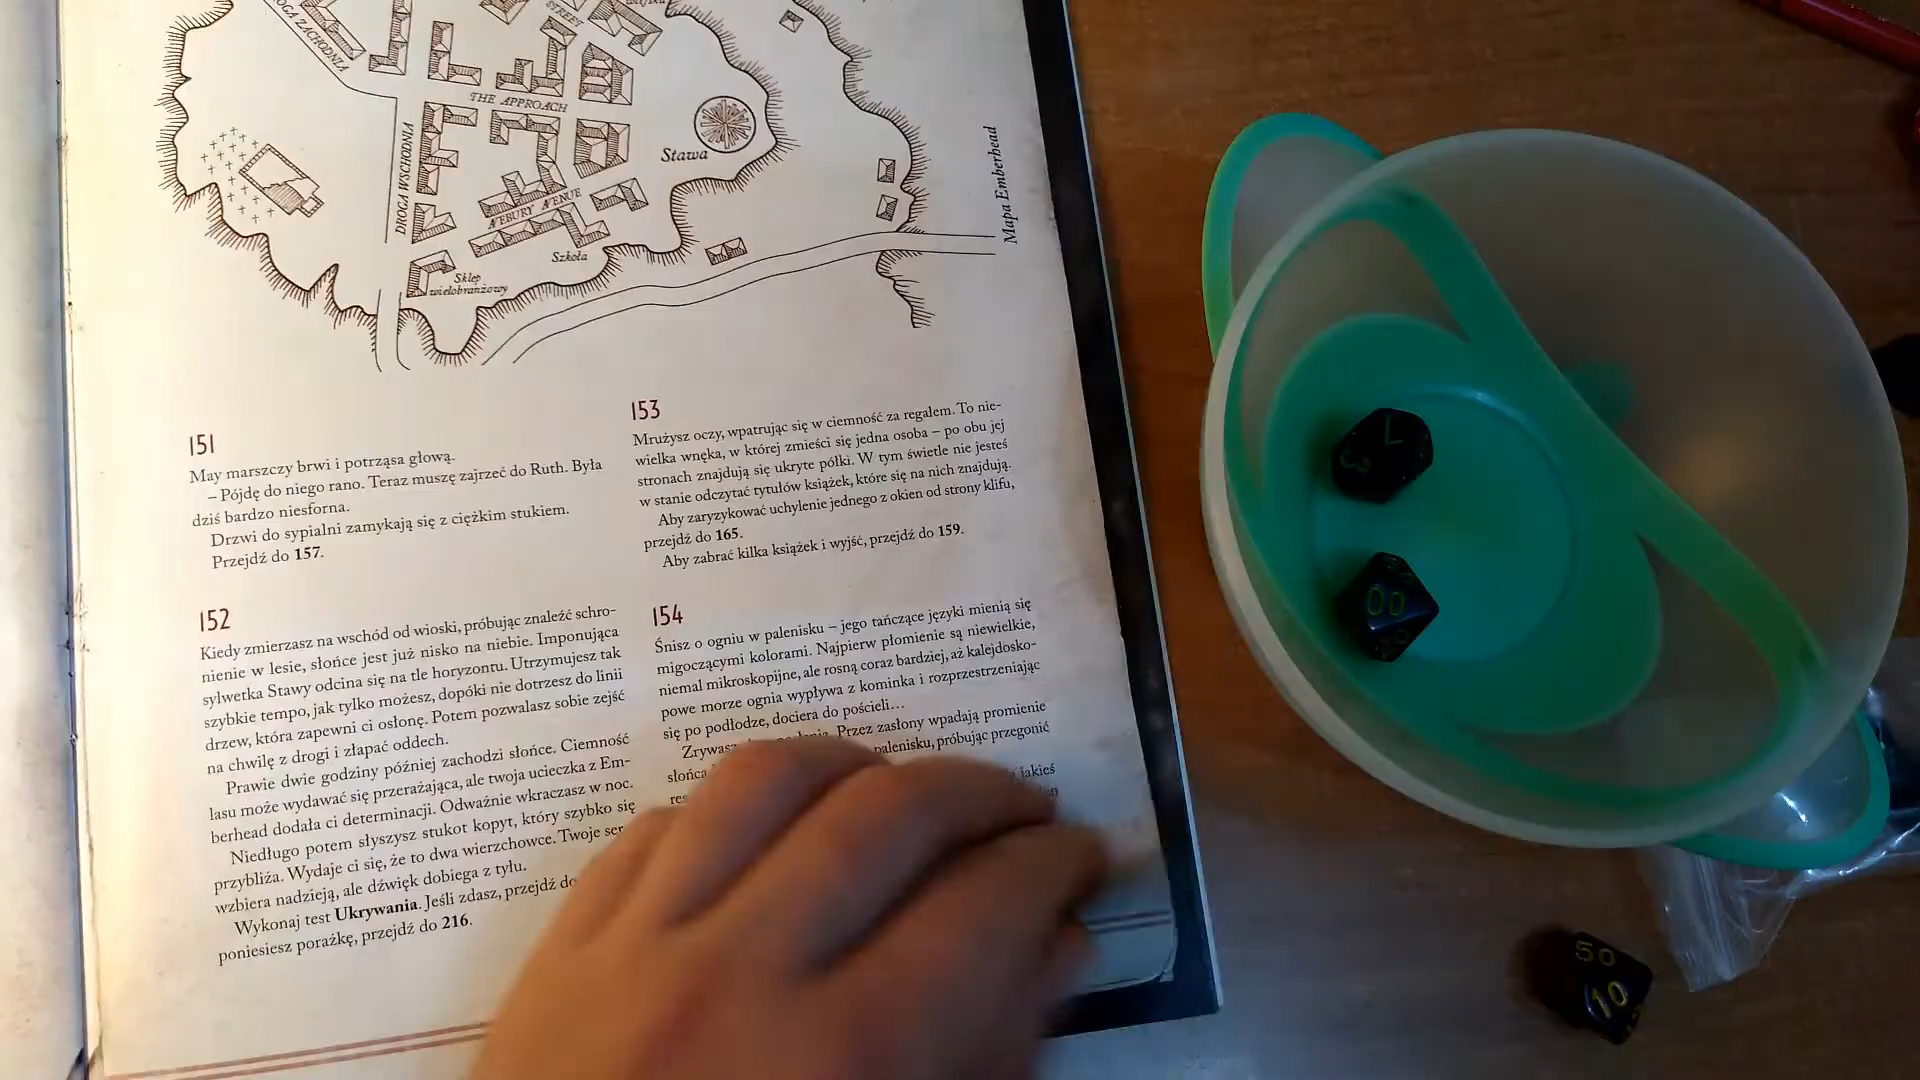 DROGA ZACHODNIA
STREET
THE APPROACH
DROGA WSCHODNIA
Stawa
AVEBURY AVENUE
Szkoła
Sklep
wielobranżowy
Mapa Emberhead
151
May marszczy brwi i potrząsa głową.
– Pójdę do niego rano. Teraz muszę zajrzeć do Ruth. Była
dziś bardzo niesforna.
Drzwi do sypialni zamykają się z ciężkim stukiem.
Przejdź do 157.
152
Kiedy zmierzasz na wschód od wioski, próbując znaleźć schro-
nienie w lesie, słońce jest już nisko na niebie. Imponująca
sylwetka Stawy odcina się na tle horyzontu. Utrzymujesz tak
szybkie tempo, jak tylko możesz, dopóki nie dotrzesz do linii
drzew, która zapewni ci osłonę. Potem pozwalasz sobie zejść
na chwilę z drogi i złapać oddech.
Prawie dwie godziny później zachodzi słońce. Ciemność
lasu może wydawać się przerażająca, ale twoja ucieczka z Em-
berhead dodała ci determinacji. Odważnie wkraczasz w noc.
Niedługo potem słyszysz stukot kopyt, który szybko się
przybliża. Wydaje ci się, że to dwa wierzchowce. Twoje ser
wzbiera nadzieją, ale dźwięk dobiega z tyłu.
Wykonaj test Ukrywania. Jeśli zdasz, przejdź do
poniesiesz porażkę, przejdź do 216.
153
Mrużysz oczy, wpatrując się w ciemność za regałem. To nie-
wielka wnęka, w której zmieści się jedna osoba – po obu jej
stronach znajdują się ukryte półki. W tym świetle nie jesteś
w stanie odczytać tytułów książek, które się na nich znajdują.
Aby zaryzykować uchylenie jednego z okien od strony klifu,
przejdź do 165.
Aby zabrać kilka książek i wyjść, przejdź do 159.
154
Śnisz o ogniu w palenisku – jego tańczące języki mienią się
migoczącymi kolorami. Najpierw płomienie są niewielkie,
niemal mikroskopijne, ale rosną coraz bardziej, aż kalejdosko-
powe morze ognia wypływa z kominka i rozprzestrzeniając
się po podłodze, dociera do pościeli…
Zrywasz Przez zasłony wpadają promienie
słońca palenisku, próbując przegonić
res jakieś
7
3
00
50
10